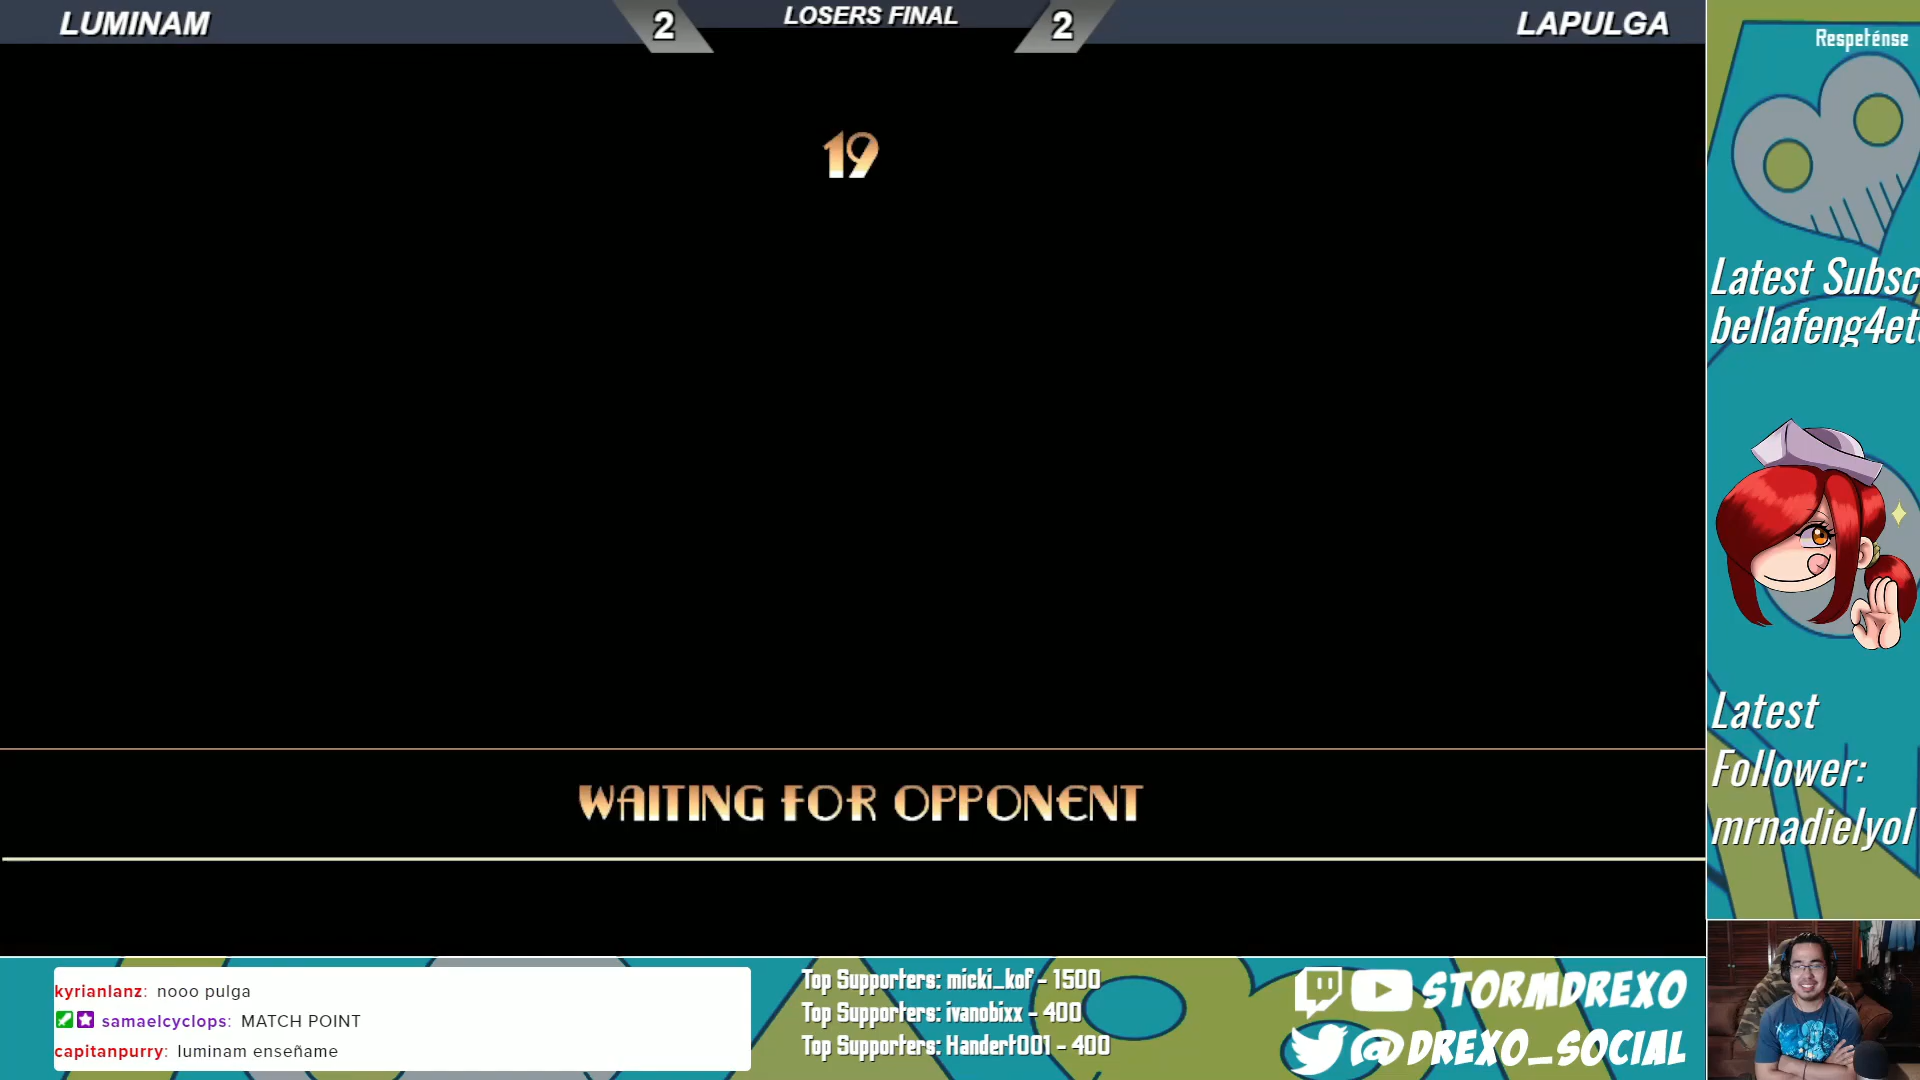 LUMINAM
2
LOSERS FINAL
2
LAPULGA
Respeténse
19
Latest Subsc
bellafeng4et
Latest
Follower:
mrnadielyol
WAITING FOR OPPONENT
kyrianlanz: nooo pulga
samaelcyclops: MATCH POINT
capitanpurry: luminam enseñame
Top Supporters: micki_kof - 1500
Top Supporters: ivanobixx - 400
Top Supporters: Handert001 - 400
STORMDREXO
@DREXO_SOCIAL